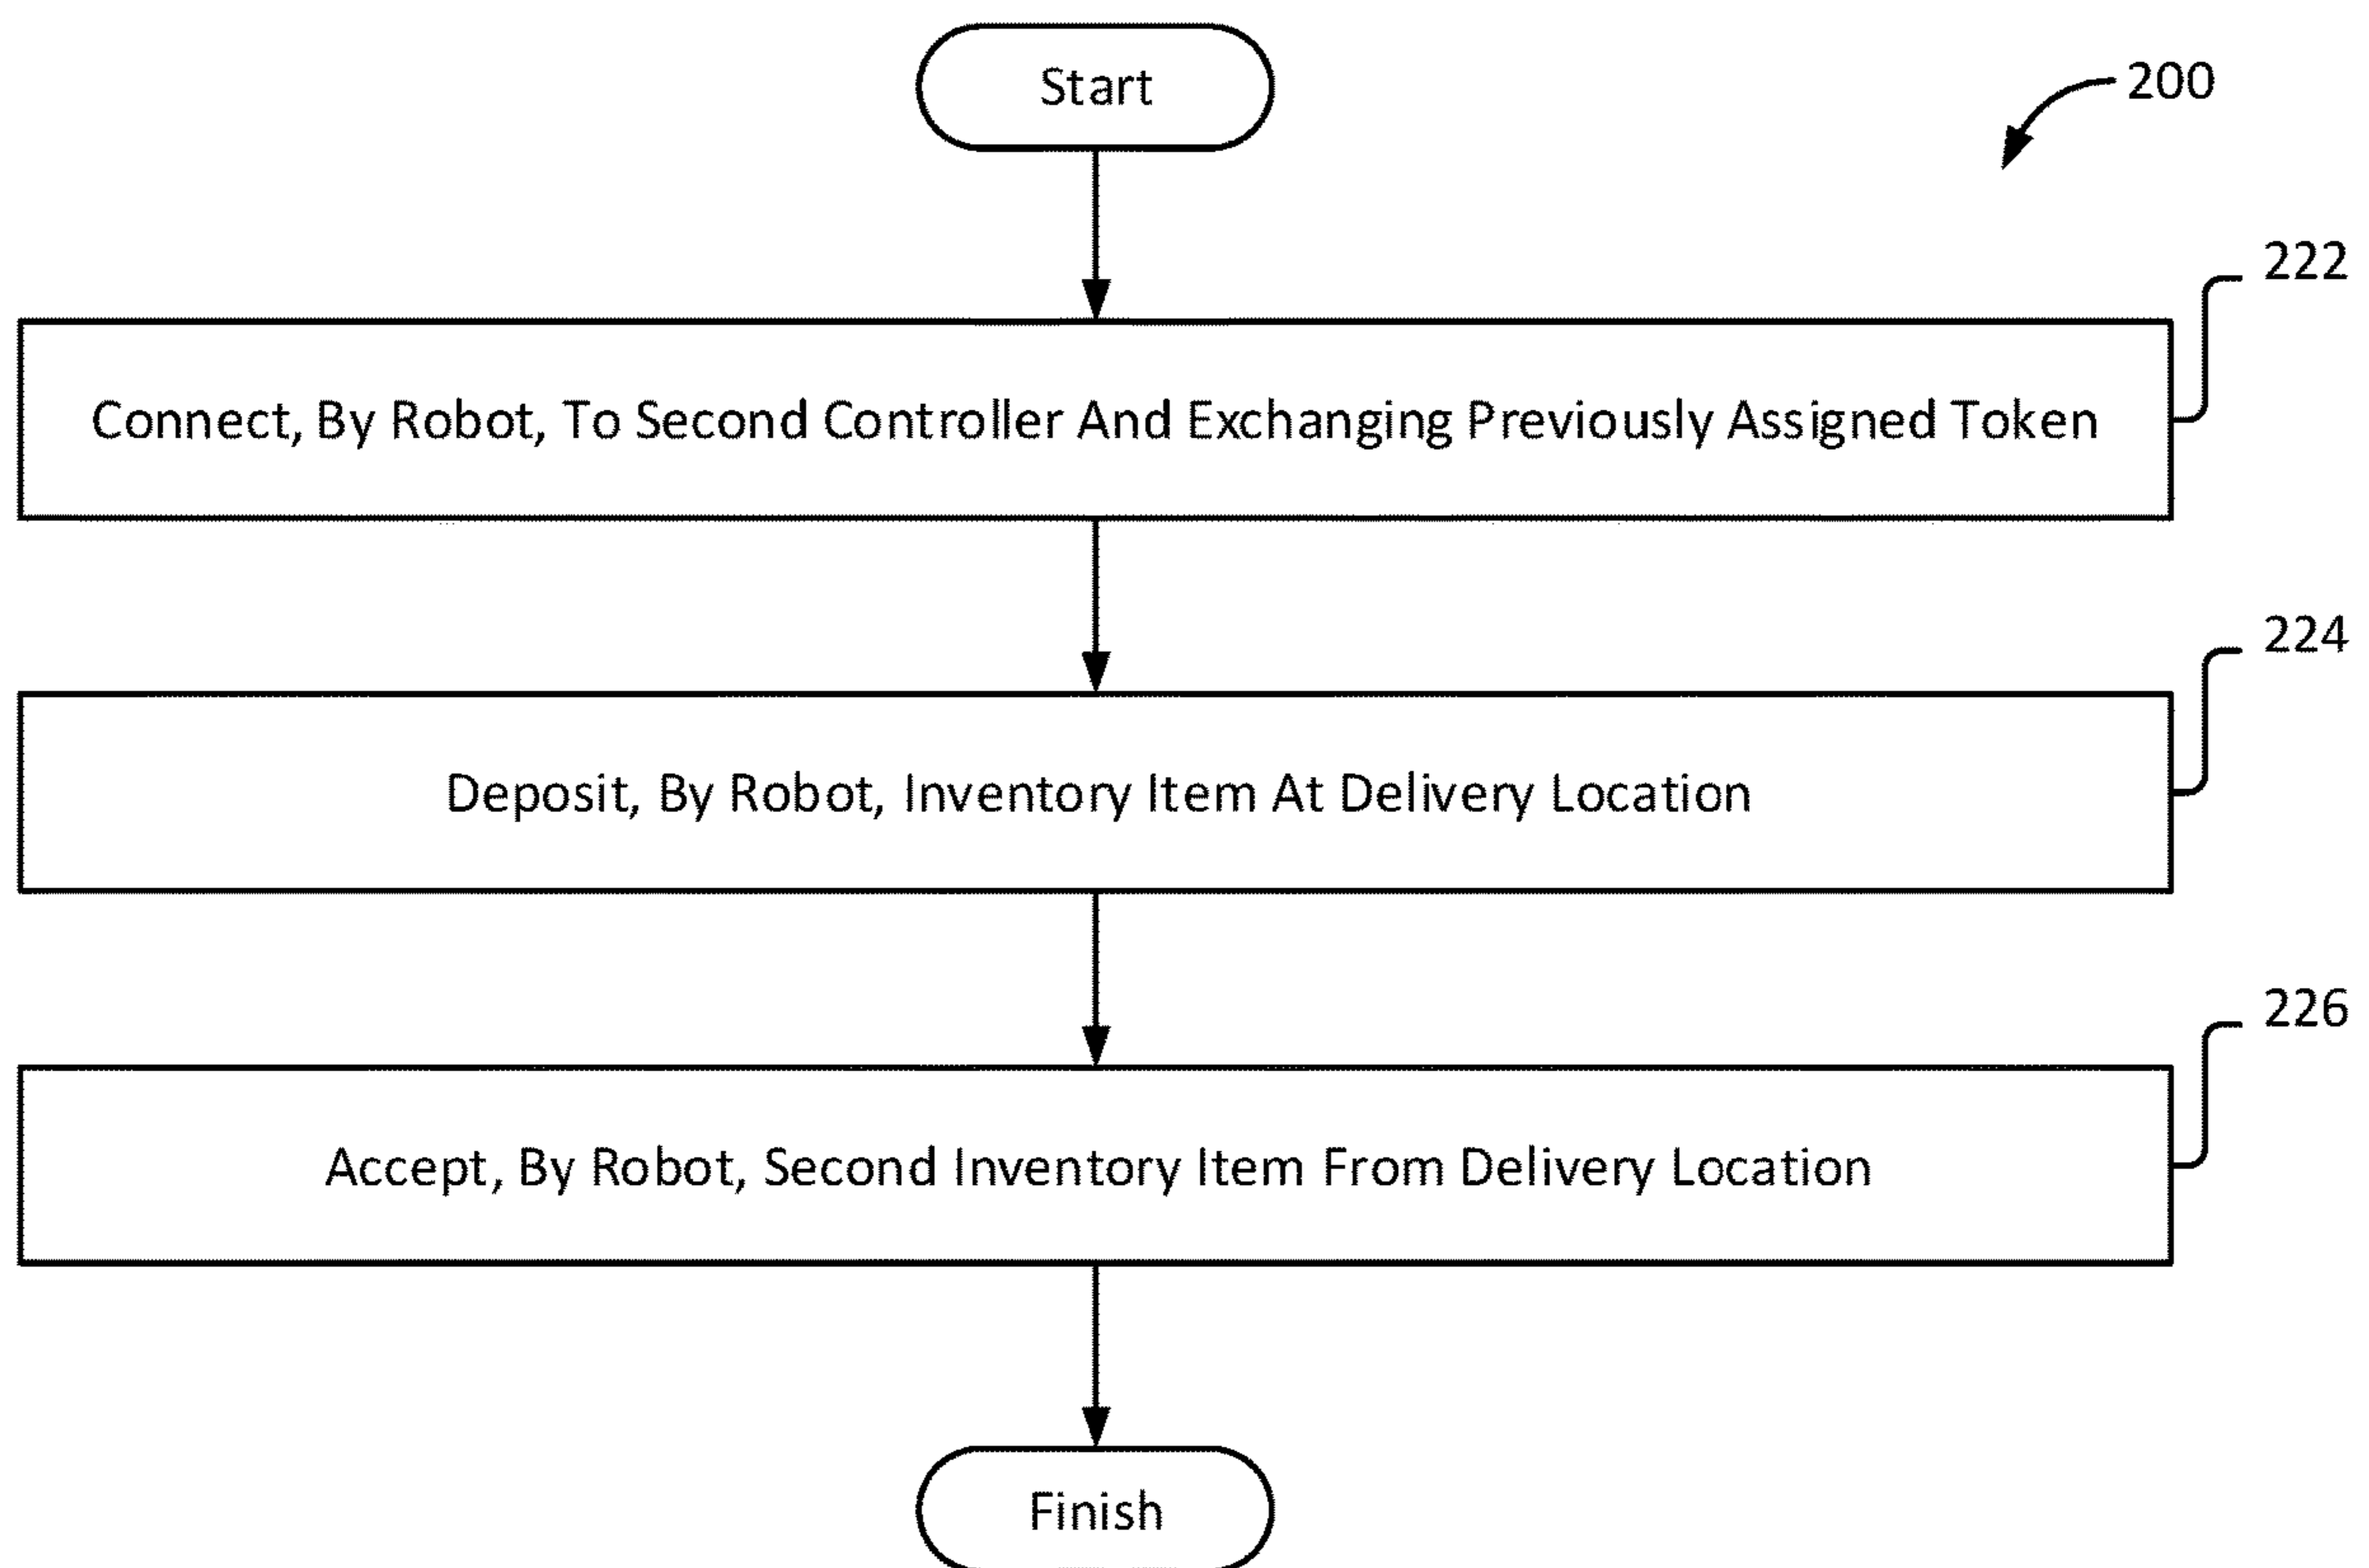 Start
200
222
Connect, By Robot, To Second Controller And Exchanging Previously Assigned Token
224
Deposit, By Robot, Inventory Item At Delivery Location
226
Accept, By Robot, Second Inventory Item From Delivery Location
Finish